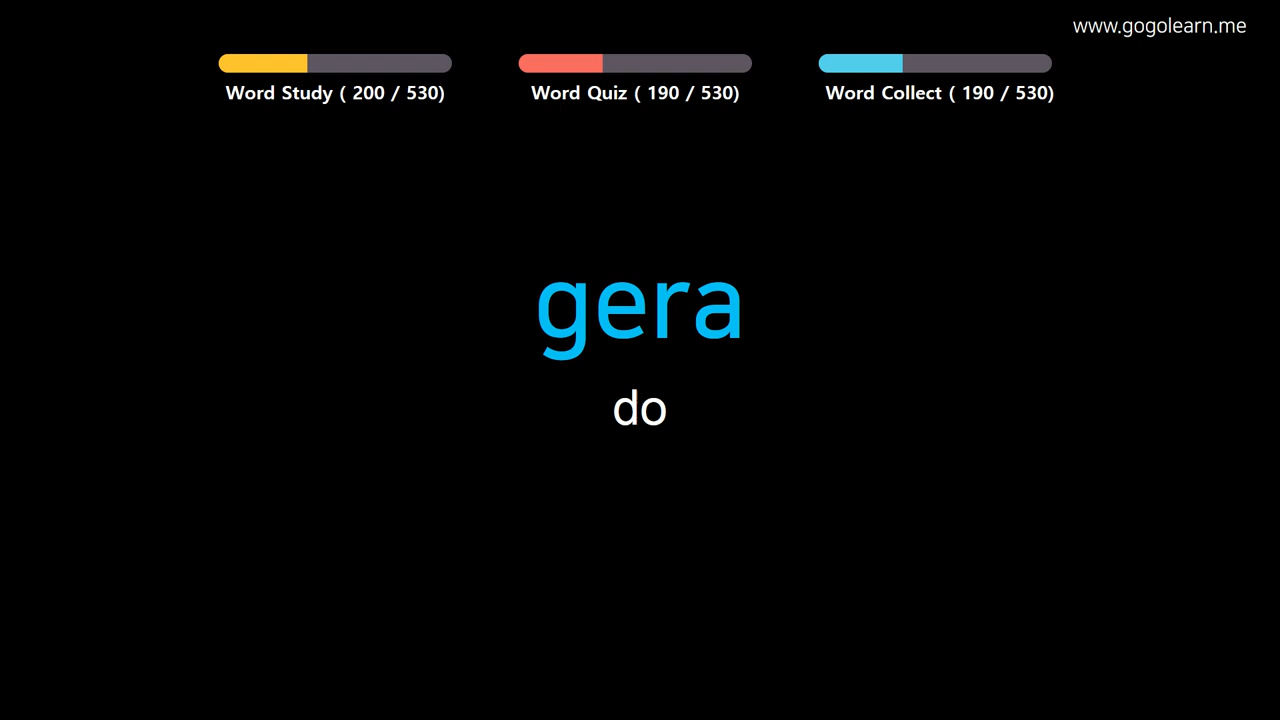 www.gogolearn.me
Word Study ( 200 / 530)
Word Quiz ( 190 / 530)
Word Collect ( 190 / 530)
gera
do